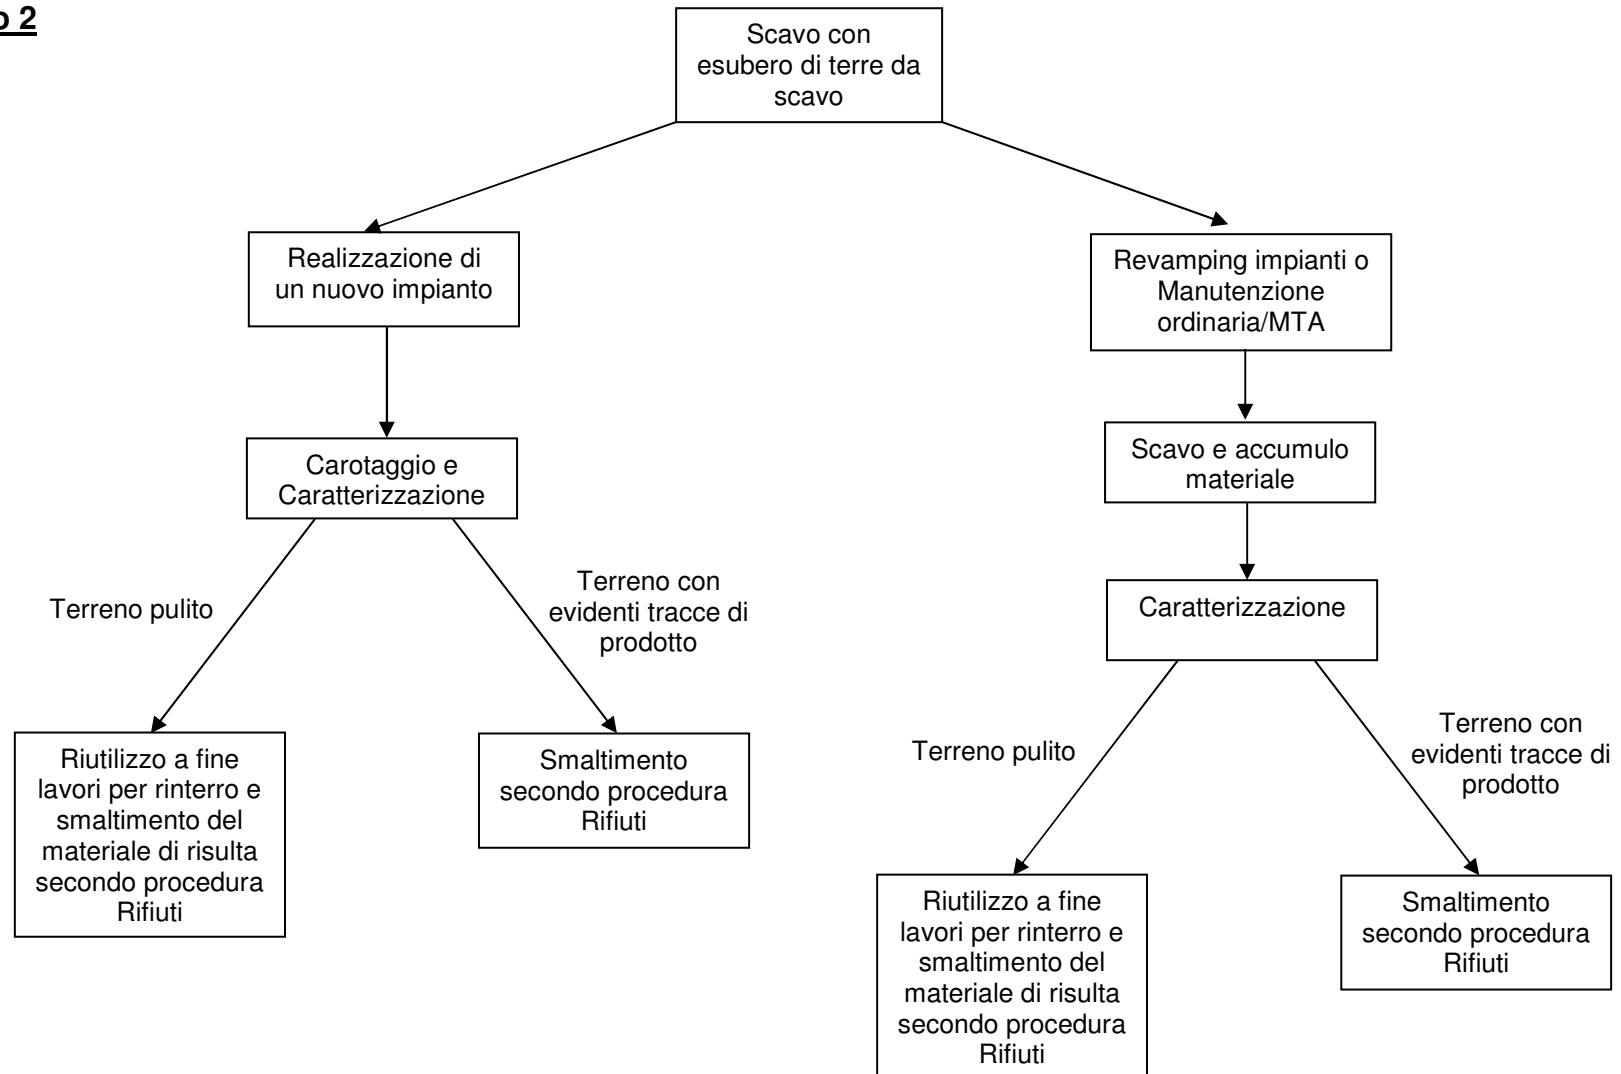 o 2
Scavo con
esubero di terre da
scavo
Realizzazione di
un nuovo impianto
Revamping impianti o
Manutenzione
ordinaria/MTA
Carotaggio e
Caratterizzazione
Scavo e accumulo
materiale
Terreno pulito
Terreno con
evidenti tracce di
prodotto
Caratterizzazione
Riutilizzo a fine
lavori per rinterro e
smaltimento del
materiale di risulta
secondo procedura
Rifiuti
Smaltimento
secondo procedura
Rifiuti
Terreno pulito
Terreno con
evidenti tracce di
prodotto
Riutilizzo a fine
lavori per rinterro e
smaltimento del
materiale di risulta
secondo procedura
Rifiuti
Smaltimento
secondo procedura
Rifiuti